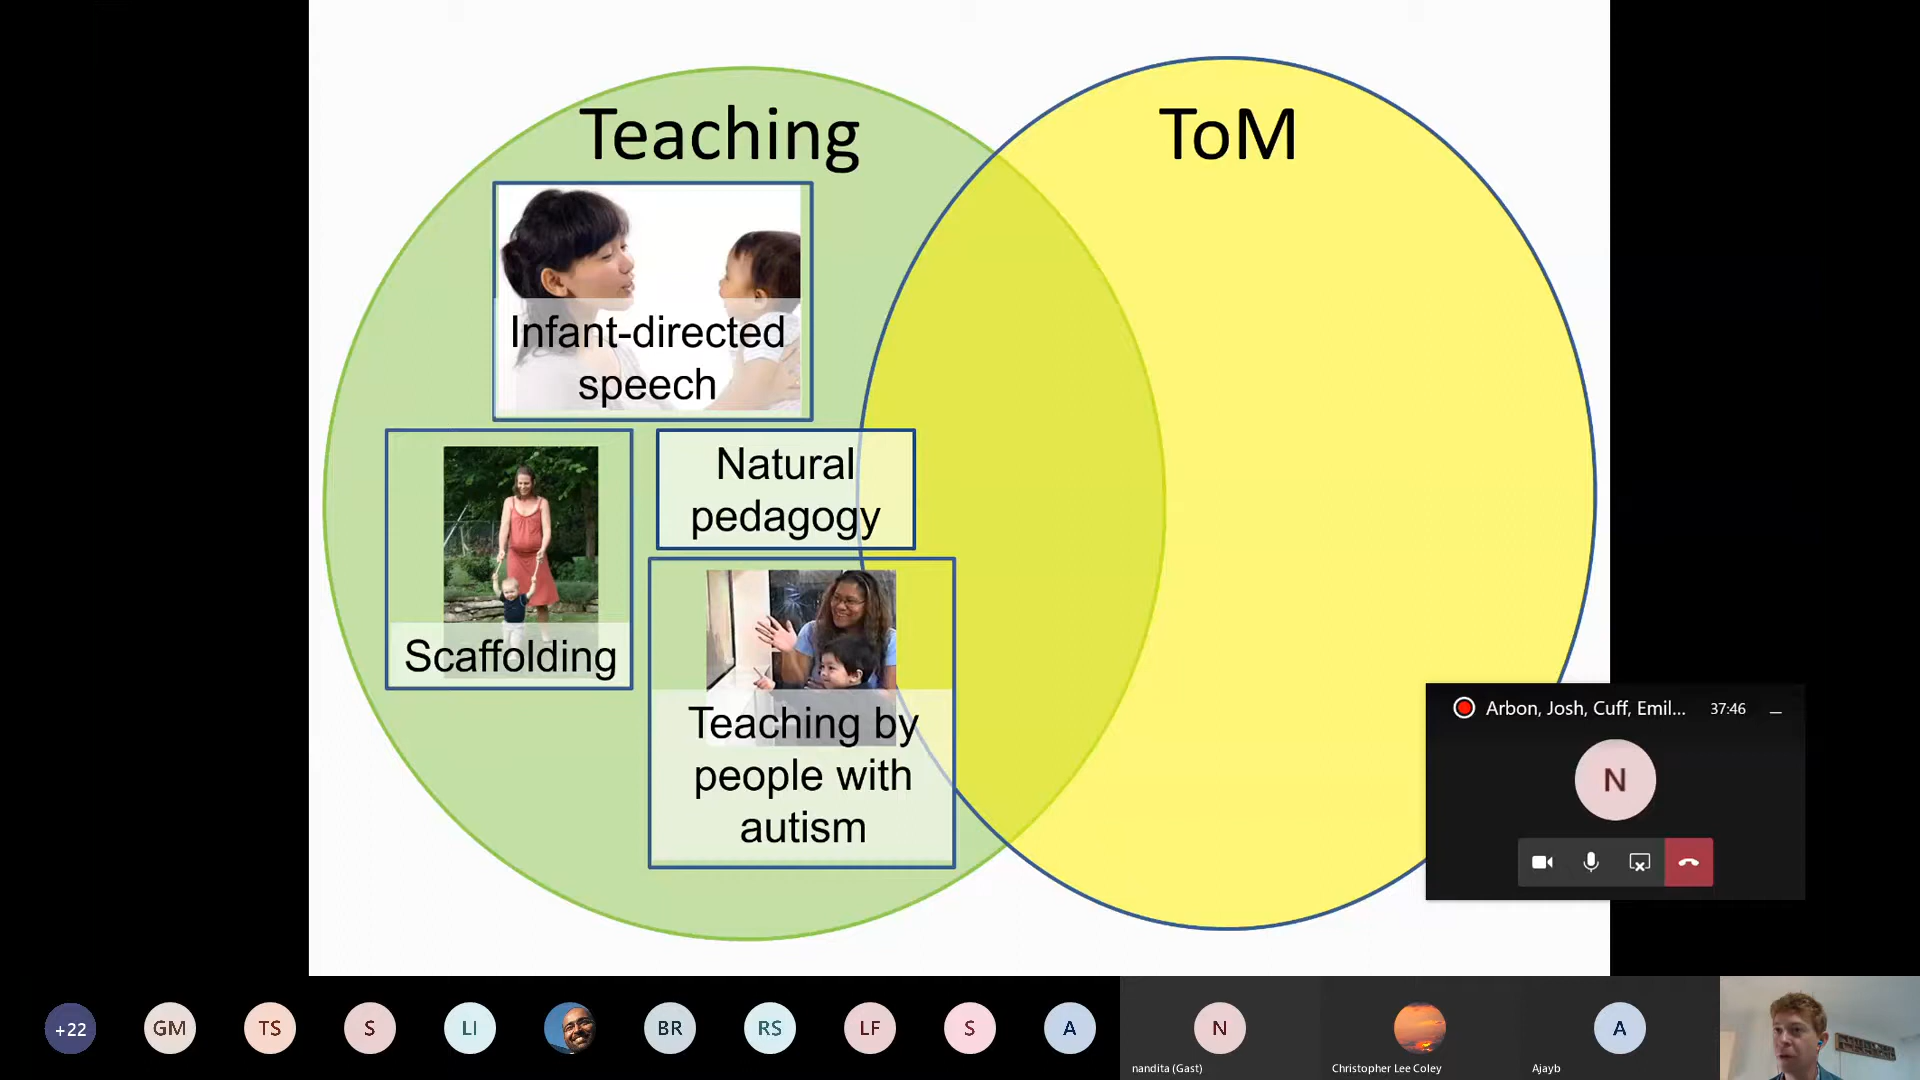 Teaching
ToM
Infant-directed
speech
Natural
pedagogy
Scaffolding
Teaching by
people with
autism
Arbon, Josh, Cuff, Emil...
37:46
N
+22
GM
TS
S
LI
BR
RS
LF
S
A
N
A
nandita (Gast)
Christopher Lee Coley
Ajayb